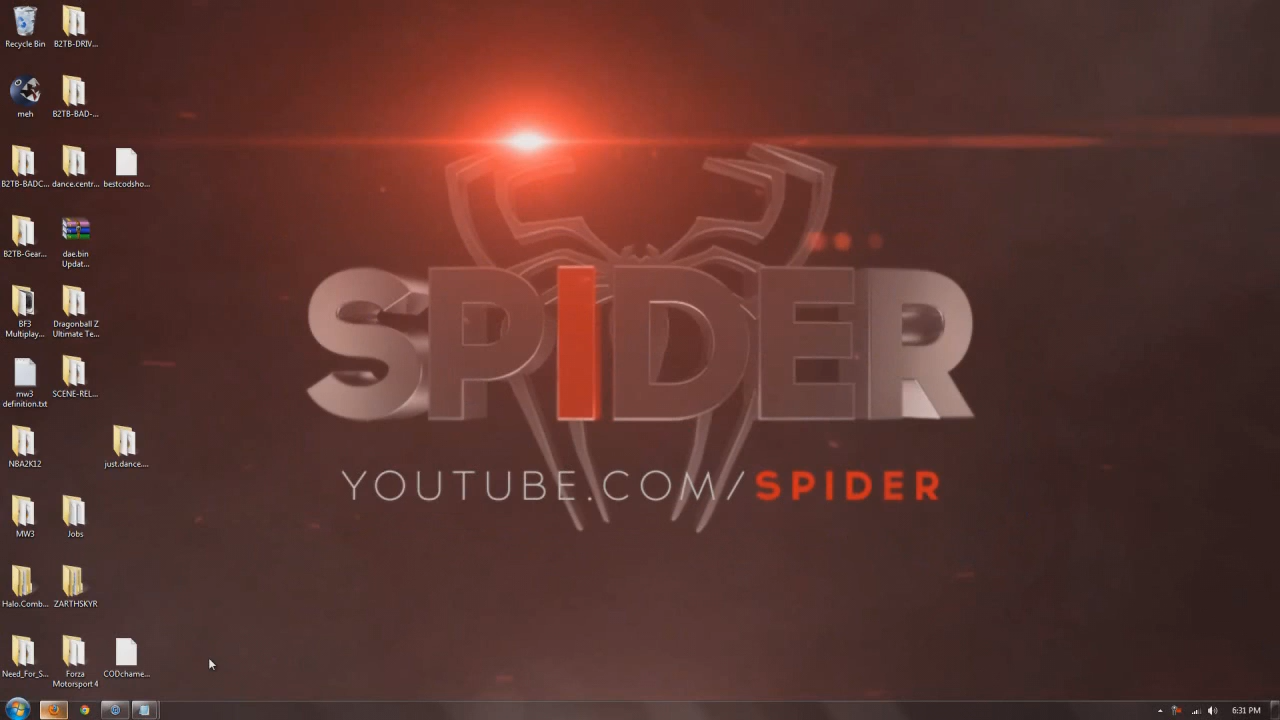 Recycle Bin
B2TB-DRIV...
meh
B2TB-BAD-...
B2TB-BADC...
dance.centr...
bestcodsho...
B2TB-Gear...
dae.bin
Updat...
BF3
Multiplay...
Dragonball Z
Ultimate Te...
mw3
definition.txt
SCENE-REL...
NBA2K12
just.dance....
MW3
Jobs
Halo.Comb...
ZARTHSKYR
Need_For_S...
Forza
Motorsport 4
CODchame...
SPIDER
YOUTUBE.COM/SPIDER
6:31 PM